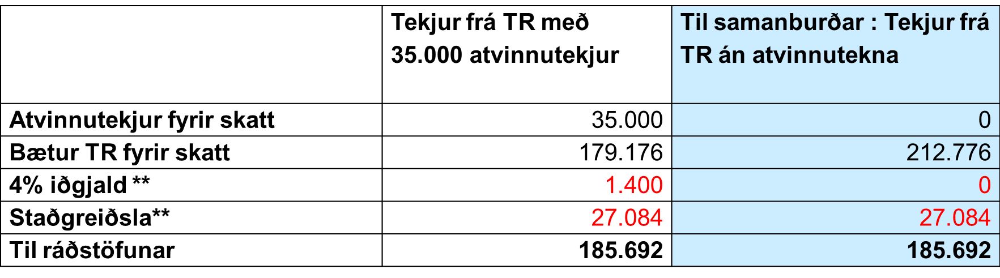 Tekjur frá TR með
35.000 atvinnutekjur
Til samanburðar : Tekjur frá
TR án atvinnutekna
Atvinnutekjur fyrir skatt 35.000 0
Bætur TR fyrir skatt 179.176 212.776
4% iðgjald ** 1.400 0
Staðgreiðsla** 27.084 27.084
Til ráðstöfunar 185.692 185.692